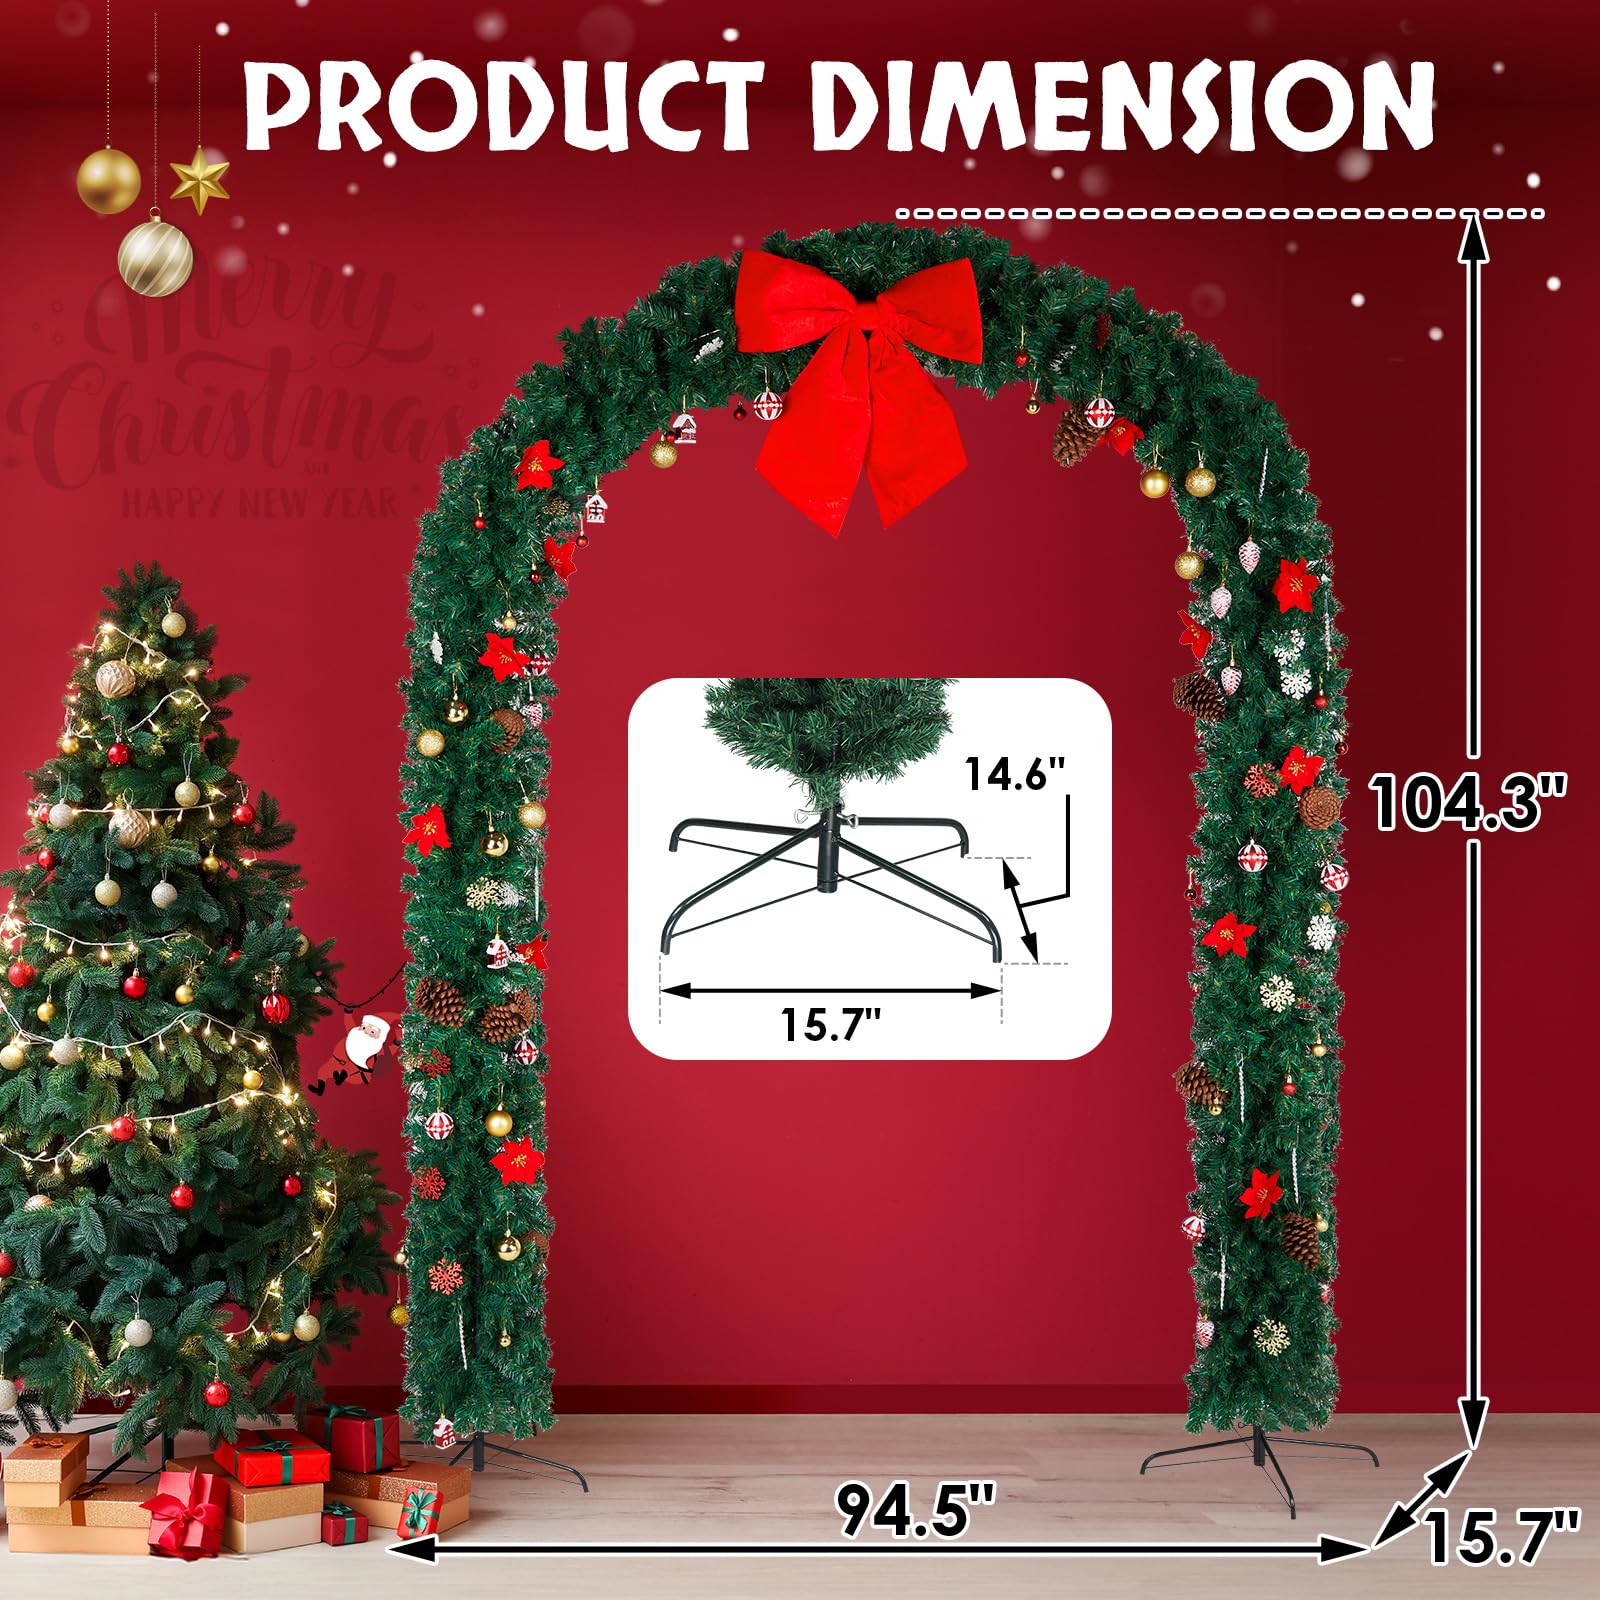 PRODUCT DIMENSION
Merry
Christmas
AND
HAPPY NEW YEAR
14.6"
15.7"
104.3"
94.5"
15.7"